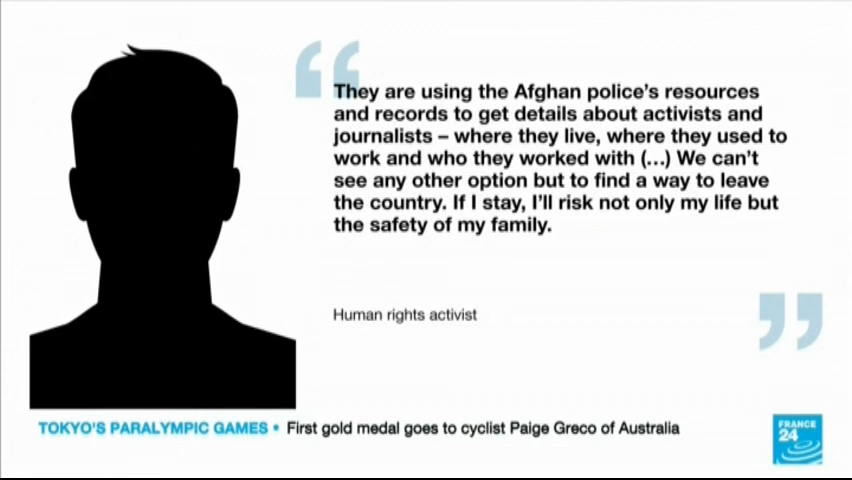 They are using the Afghan police's resources
and records to get details about activists and
journalists – where they live, where they used to
work and who they worked with (...) We can't
see any other option but to find a way to leave
the country. If I stay, I'll risk not only my life but
the safety of my family.
Human rights activist
TOKYO'S PARALYMPIC GAMES • First gold medal goes to cyclist Paige Greco of Australia
FRANCE
24